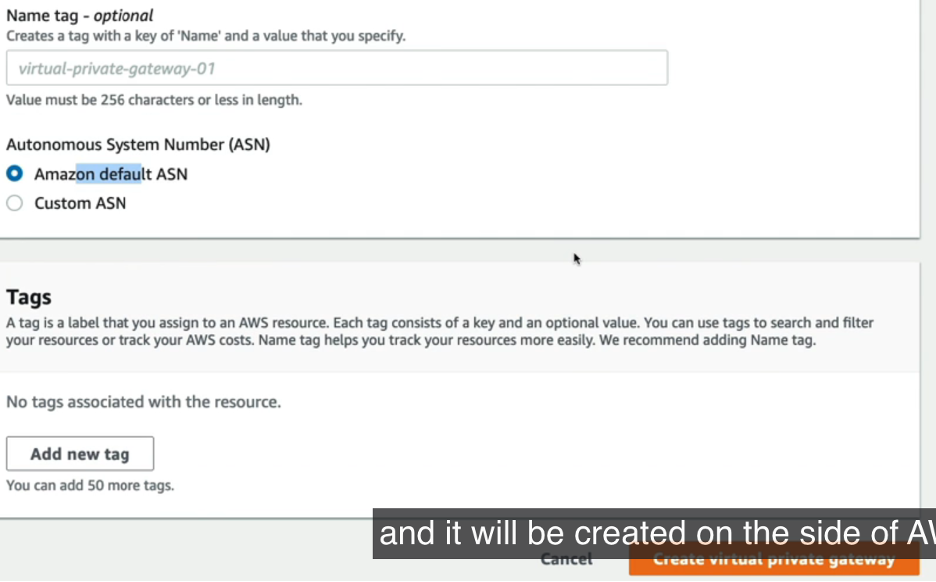 Name tag - optional
Creates a tag with a key of 'Name' and a value that you specify.
virtual-private-gateway-01
Value must be 256 characters or less in length.
Autonomous System Number (ASN)
Amazon default ASN
Custom ASN
Tags
A tag is a label that you assign to an AWS resource. Each tag consists of a key and an optional value. You can use tags to search and filter
your resources or track your AWS costs. Name tag helps you track your resources more easily. We recommend adding Name tag.
No tags associated with the resource.
Add new tag
You can add 50 more tags.
and it will be created on the side of
Cancel
Create virtual private gateway